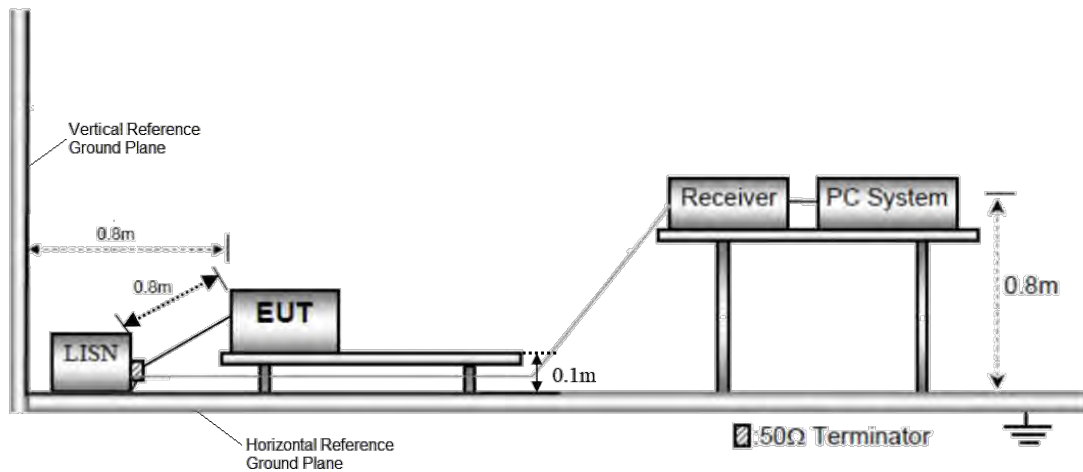 Vertical Reference
Ground Plane
0.8m
0.8m
EUT
LISN
0.1m
Receiver
PC System
0.8m
Horizontal Reference
Ground Plane
:50Ω Terminator